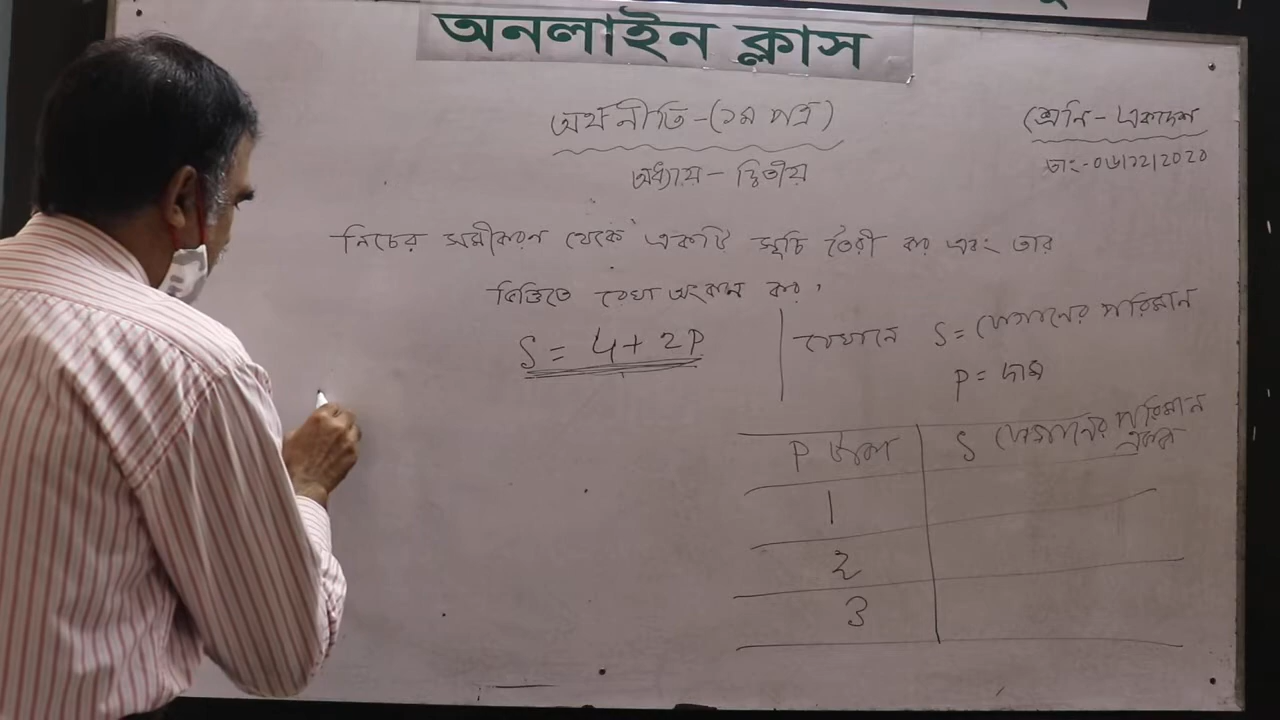 অনলাইন ক্লাস
অর্থনীতি-(১ম পত্র)
শ্রেনি- একাদশ
অধ্যায় - দ্বিতীয়
তাং-০৬/১২/২০২০
নিচের সমীকরণ থেকে একটি সূচি তৈরী কর এবং তার
ভিত্তিতে রেখা অংকন কর,
S = 4 + 2P
যেখানে S = যোগানের পরিমান
P = দাম
P টাকা
S যোগানের পরিমান
একক
1
2
3